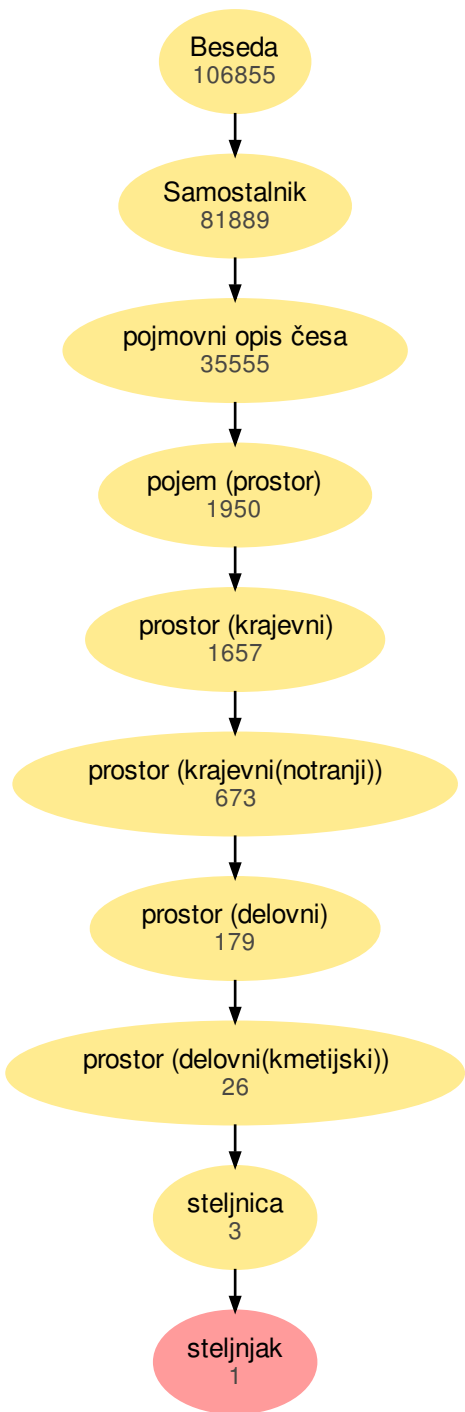 Beseda
106855
Samostalnik
81889
pojmovni opis česa
35555
pojem (prostor)
1950
prostor (krajevni)
1657
prostor (krajevni(notranji))
673
prostor (delovni)
179
prostor (delovni(kmetijski))
26
steljnica
3
steljnjak
1